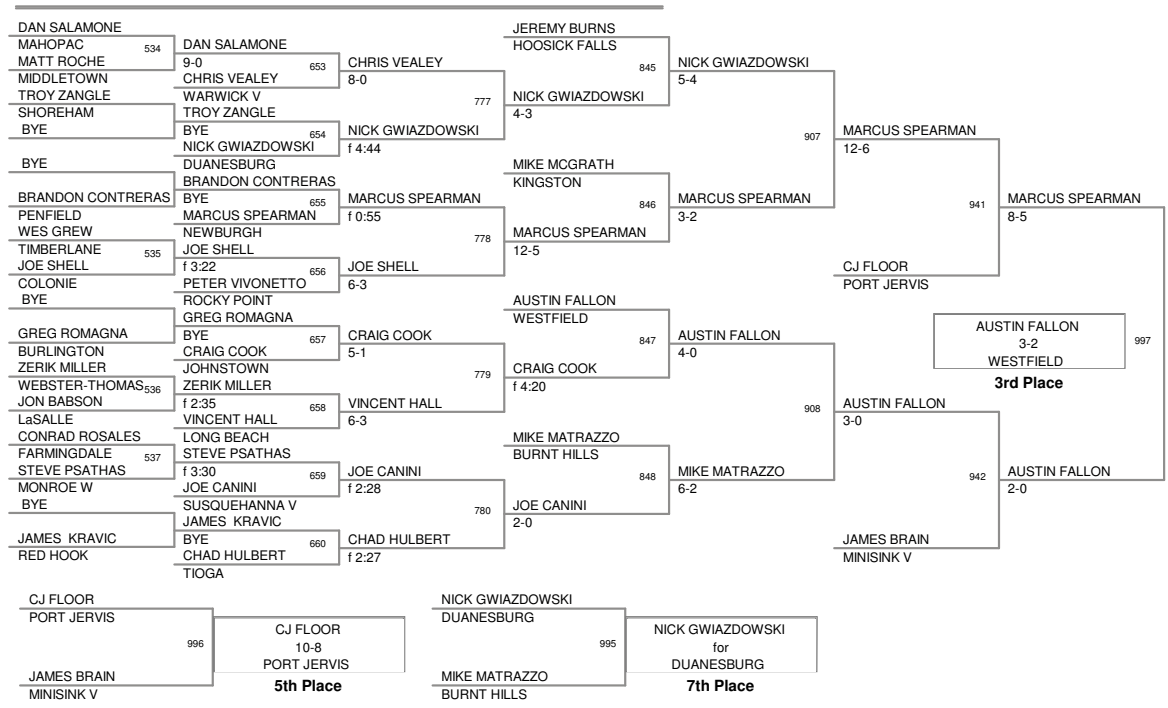 DAN SALAMONE
MAHOPAC
534
MATT ROCHE
MIDDLETOWN
TROY ZANGLE
SHOREHAM
BYE
BYE
BRANDON CONTRERAS
PENFIELD
WES GREW
TIMBERLANE
535
JOE SHELL
COLONIE
BYE
GREG ROMAGNA
BURLINGTON
ZERIK MILLER
WEBSTER-THOMAS
536
JON BABSON
LaSALLE
CONRAD ROSALES
FARMINGDALE
537
STEVE PSATHAS
MONROE W
BYE
JAMES KRAVIC
RED HOOK
DAN SALAMONE
9-0
653
CHRIS VEALEY
WARWICK V
TROY ZANGLE
BYE
654
NICK GWIAZDOWSKI
DUANESBURG
BRANDON CONTRERAS
BYE
655
MARCUS SPEARMAN
NEWBURGH
JOE SHELL
f 3:22
656
PETER VIVONETTO
ROCKY POINT
GREG ROMAGNA
BYE
657
CRAIG COOK
JOHNSTOWN
ZERIK MILLER
f 2:35
658
VINCENT HALL
LONG BEACH
STEVE PSATHAS
f 3:30
659
JOE CANINI
SUSQUEHANNA V
JAMES KRAVIC
BYE
660
CHAD HULBERT
TIOGA
CHRIS VEALEY
8-0
777
NICK GWIAZDOWSKI
f 4:44
MARCUS SPEARMAN
f 0:55
778
JOE SHELL
6-3
CRAIG COOK
5-1
779
VINCENT HALL
6-3
JOE CANINI
f 2:28
780
CHAD HULBERT
f 2:27
JEREMY BURNS
HOOSICK FALLS
845
NICK GWIAZDOWSKI
4-3
MIKE MCGRATH
KINGSTON
846
MARCUS SPEARMAN
12-5
AUSTIN FALLON
WESTFIELD
847
CRAIG COOK
f 4:20
MIKE MATRAZZO
BURNT HILLS
848
JOE CANINI
2-0
NICK GWIAZDOWSKI
5-4
907
MARCUS SPEARMAN
3-2
AUSTIN FALLON
4-0
908
MIKE MATRAZZO
6-2
MARCUS SPEARMAN
12-6
941
CJ FLOOR
PORT JERVIS
AUSTIN FALLON
3-0
942
JAMES BRAIN
MINISINK V
MARCUS SPEARMAN
8-5
997
AUSTIN FALLON
2-0
AUSTIN FALLON
3-2
WESTFIELD
3rd Place
CJ FLOOR
PORT JERVIS
996
JAMES BRAIN
MINISINK V
CJ FLOOR
10-8
PORT JERVIS
5th Place
NICK GWIAZDOWSKI
DUANESBURG
995
MIKE MATRAZZO
BURNT HILLS
NICK GWIAZDOWSKI
for
DUANESBURG
7th Place